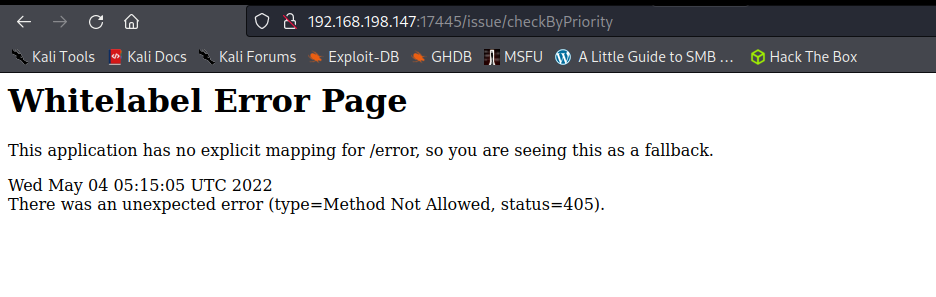 192.168.198.147:17445/issue/checkByPriority
Kali Tools Kali Docs Kali Forums Exploit-DB GHDB MSFU A Little Guide to SMB ... Hack The Box
Whitelabel Error Page
This application has no explicit mapping for /error, so you are seeing this as a fallback.
Wed May 04 05:15:05 UTC 2022
There was an unexpected error (type=Method Not Allowed, status=405).